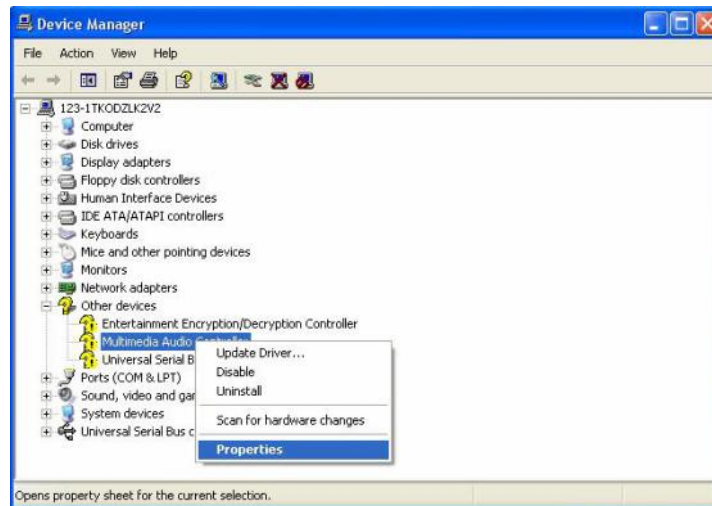 Device Manager
File Action View Help
123-1TKODZLK2V2
Computer
Disk drives
Display adapters
Floppy disk controllers
Human Interface Devices
IDE ATA/ATAPI controllers
Keyboards
Mice and other pointing devices
Monitors
Network adapters
Other devices
Entertainment Encryption/Decryption Controller
Multimedia Audio Controller
Universal Serial B
Ports (COM & LPT)
Sound, video and gar
System devices
Universal Serial Bus c
Update Driver...
Disable
Uninstall
Scan for hardware changes
Properties
Opens property sheet for the current selection.